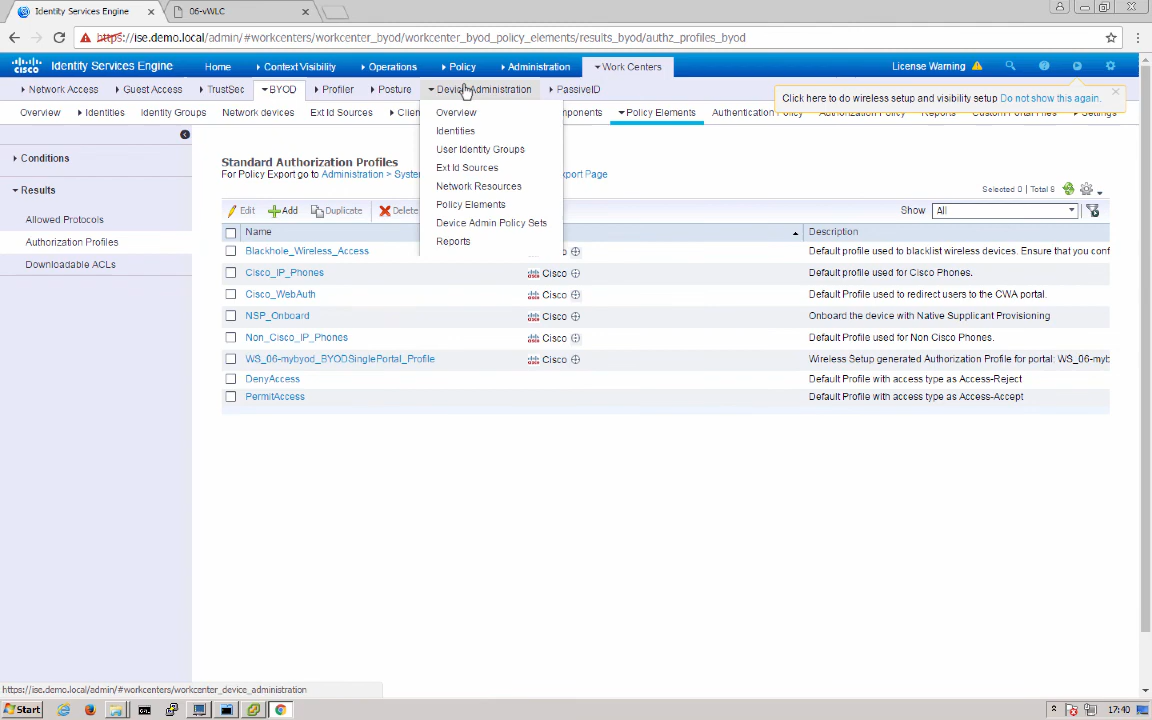 Identity Services Engine
06-vWLC
https://ise.demo.local/admin/#workcenters/workcenter_byod/workcenter_byod_policy_elements/results_byod/authz_profiles_byod
cisco Identity Services Engine Home Context Visibility Operations Policy Administration Work Centers License Warning
Network Access Guest Access TrustSec BYOD Profiler Posture Device Administration PassiveID
Click here to do wireless setup and visibility setup Do not show this again.
Overview Identities Identity Groups Network devices Ext Id Sources Policy Elements Reports
Overview
Identities
User Identity Groups
Ext Id Sources
Network Resources
Policy Elements
Device Admin Policy Sets
Reports
Conditions
Results
Allowed Protocols
Authorization Profiles
Downloadable ACLs
Standard Authorization Profiles
For Policy Export go to Administration > Syste xport Page
Selected 0 | Total 8
Edit Add Duplicate Delete Show All
Name Description
Blackhole_Wireless_Access Default profile used to blacklist wireless devices. Ensure that you conf
Cisco_IP_Phones Cisco Default profile used for Cisco Phones.
Cisco_WebAuth Cisco Default Profile used to redirect users to the CWA portal.
NSP_Onboard Cisco Onboard the device with Native Supplicant Provisioning
Non_Cisco_IP_Phones Cisco Default Profile used for Non Cisco Phones.
WS_06-mybyod_BYODSinglePortal_Profile Cisco Wireless Setup generated Authorization Profile for portal: WS_06-myb
DenyAccess Default Profile with access type as Access-Reject
PermitAccess Default Profile with access type as Access-Accept
https://ise.demo.local/admin/#workcenters/workcenter_device_administration
Start 17:40